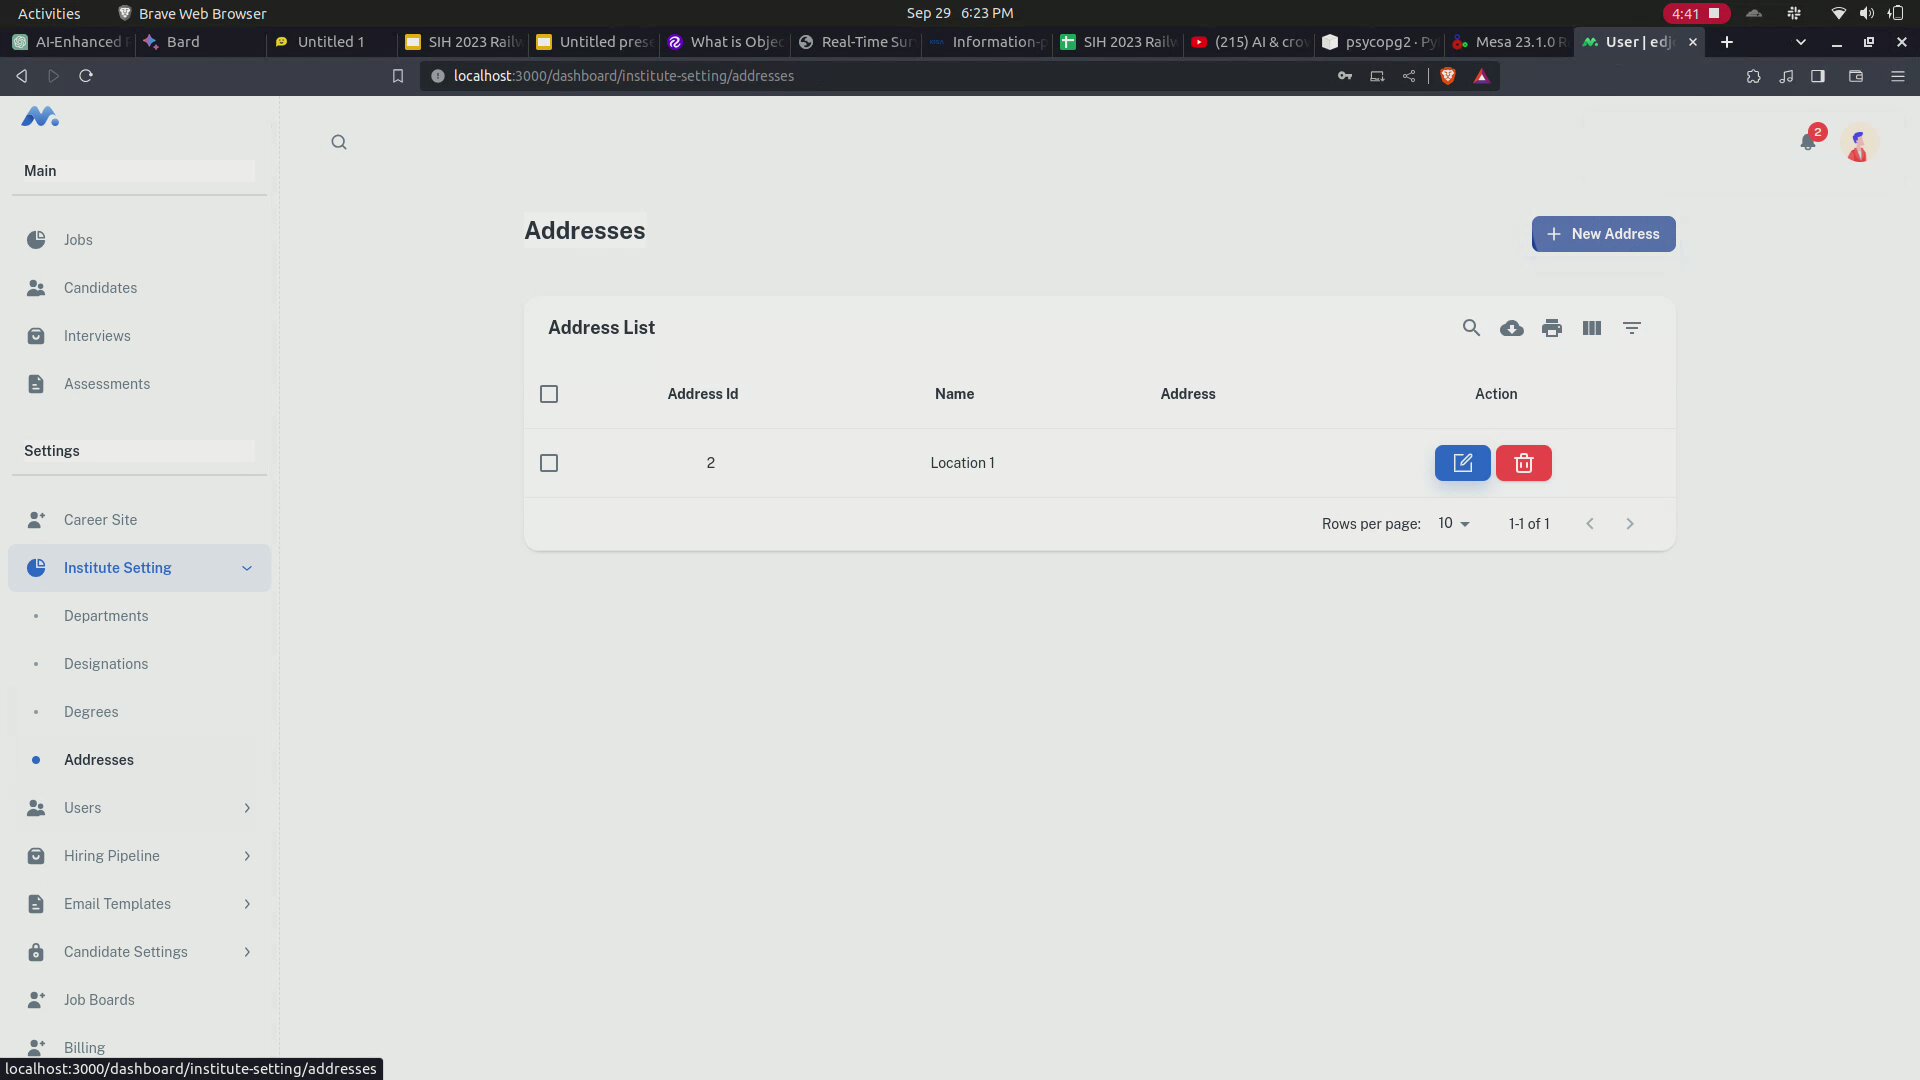 Activities
Brave Web Browser
Sep 29 6:23 PM
4:41
AI-Enhanced
Bard
Untitled 1
SIH 2023 Railw
Untitled prese
What is Objec
Real-Time Sur
Information-p
SIH 2023 Railw
(215) AI & crow
psycopg2 · Py
Mesa 23.1.0 R
User | edjo
localhost:3000/dashboard/institute-setting/addresses
Main
2
Jobs
Candidates
Interviews
Assessments
Settings
Career Site
Institute Setting
Departments
Designations
Degrees
Addresses
Users
Hiring Pipeline
Email Templates
Candidate Settings
Job Boards
Billing
Addresses
New Address
Address List
Address Id Name Address Action
2 Location 1
Rows per page: 10 1-1 of 1
localhost:3000/dashboard/institute-setting/addresses